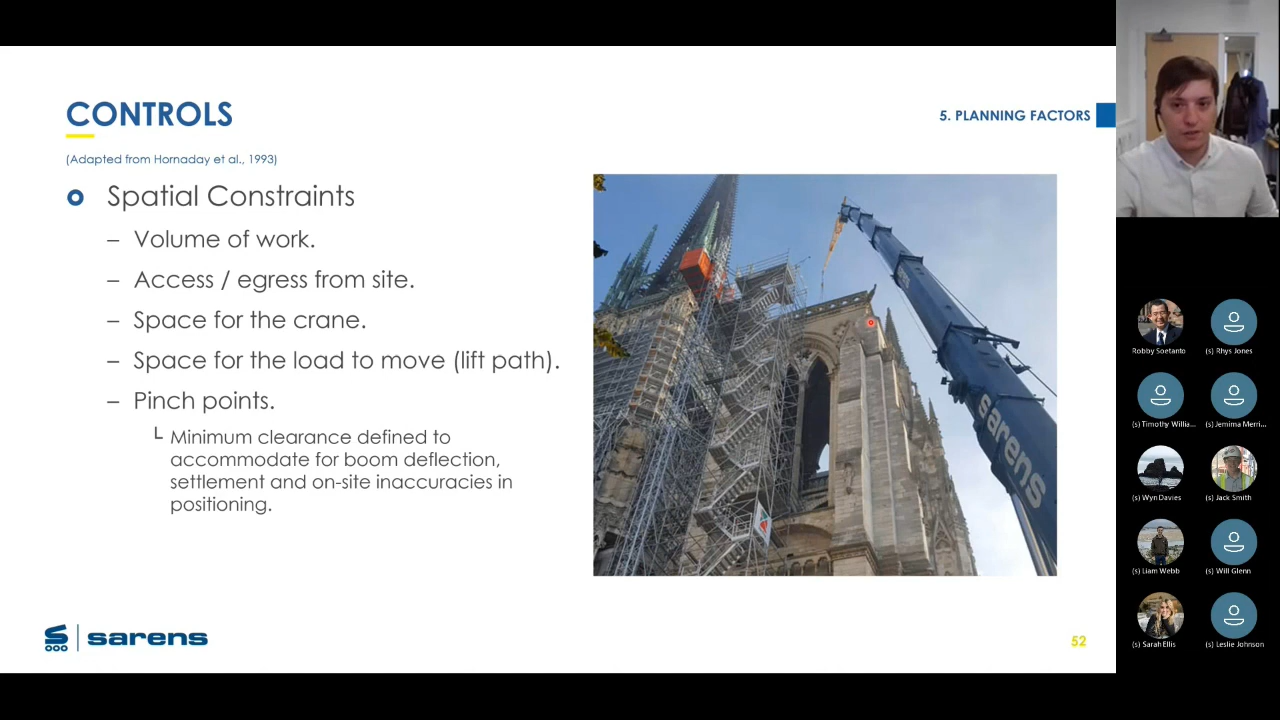 CONTROLS
5. PLANNING FACTORS
(Adapted from Hornaday et al., 1993)
Spatial Constraints
– Volume of work.
– Access / egress from site.
– Space for the crane.
– Space for the load to move (lift path).
– Pinch points.
Minimum clearance defined to
accommodate for boom deflection,
settlement and on-site inaccuracies in
positioning.
sarens
sarens
52
Robby Soetanto
(s) Rhys Jones
(s) Timothy Willia...
(s) Jemima Merri...
(s) Wyn Davies
(s) Jack Smith
(s) Liam Webb
(s) Will Glenn
(s) Sarah Ellis
(s) Leslie Johnson